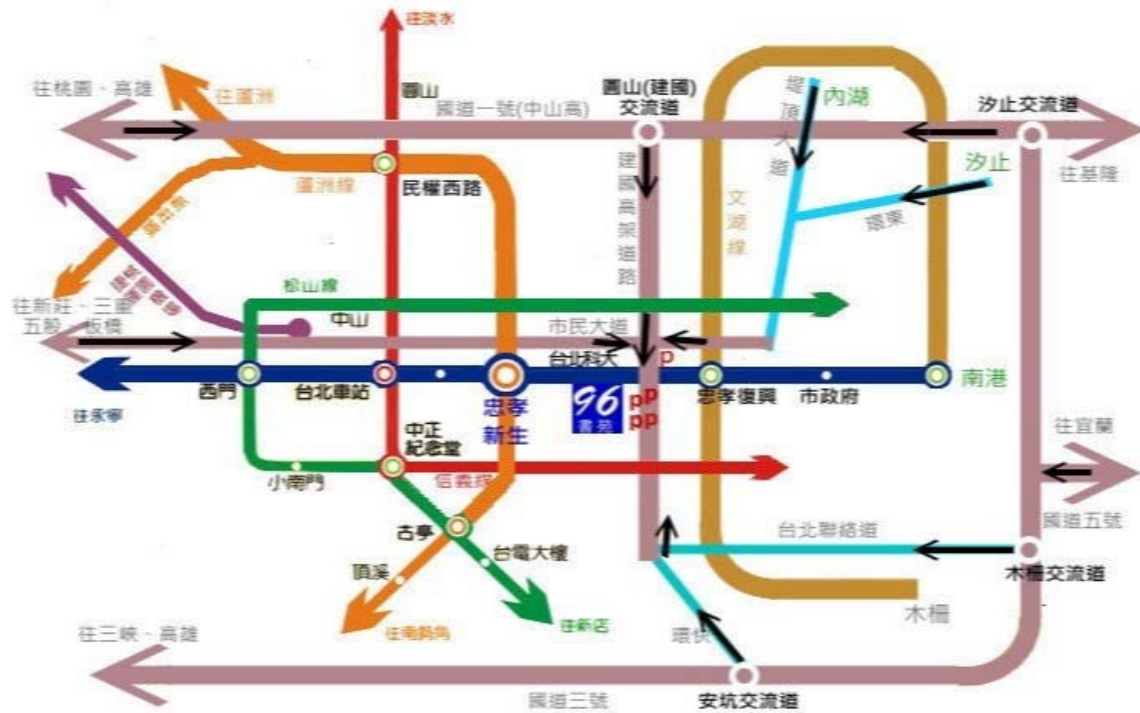 往淡水
圓山
圓山(建國)
交流道
內湖
汐止交流道
往桃園、高雄
往蘆洲
國道一號(中山高)
堤頂大道
往基隆
汐止
蘆洲線
民權西路
建國高架道路
文湖線
環東
松山線
往新莊、三重
五股、板橋
中山
市民大道
台北科大
p
西門
台北車站
忠孝
新生
96
書苑
pp
pp
忠孝復興
市政府
南港
往永寧
中正
紀念堂
往宜蘭
小南門
信義線
國道五號
古亭
台電大樓
台北聯絡道
木柵交流道
頂溪
木柵
往南勢角
往新店
環快
往三峽、高雄
國道三號
安坑交流道